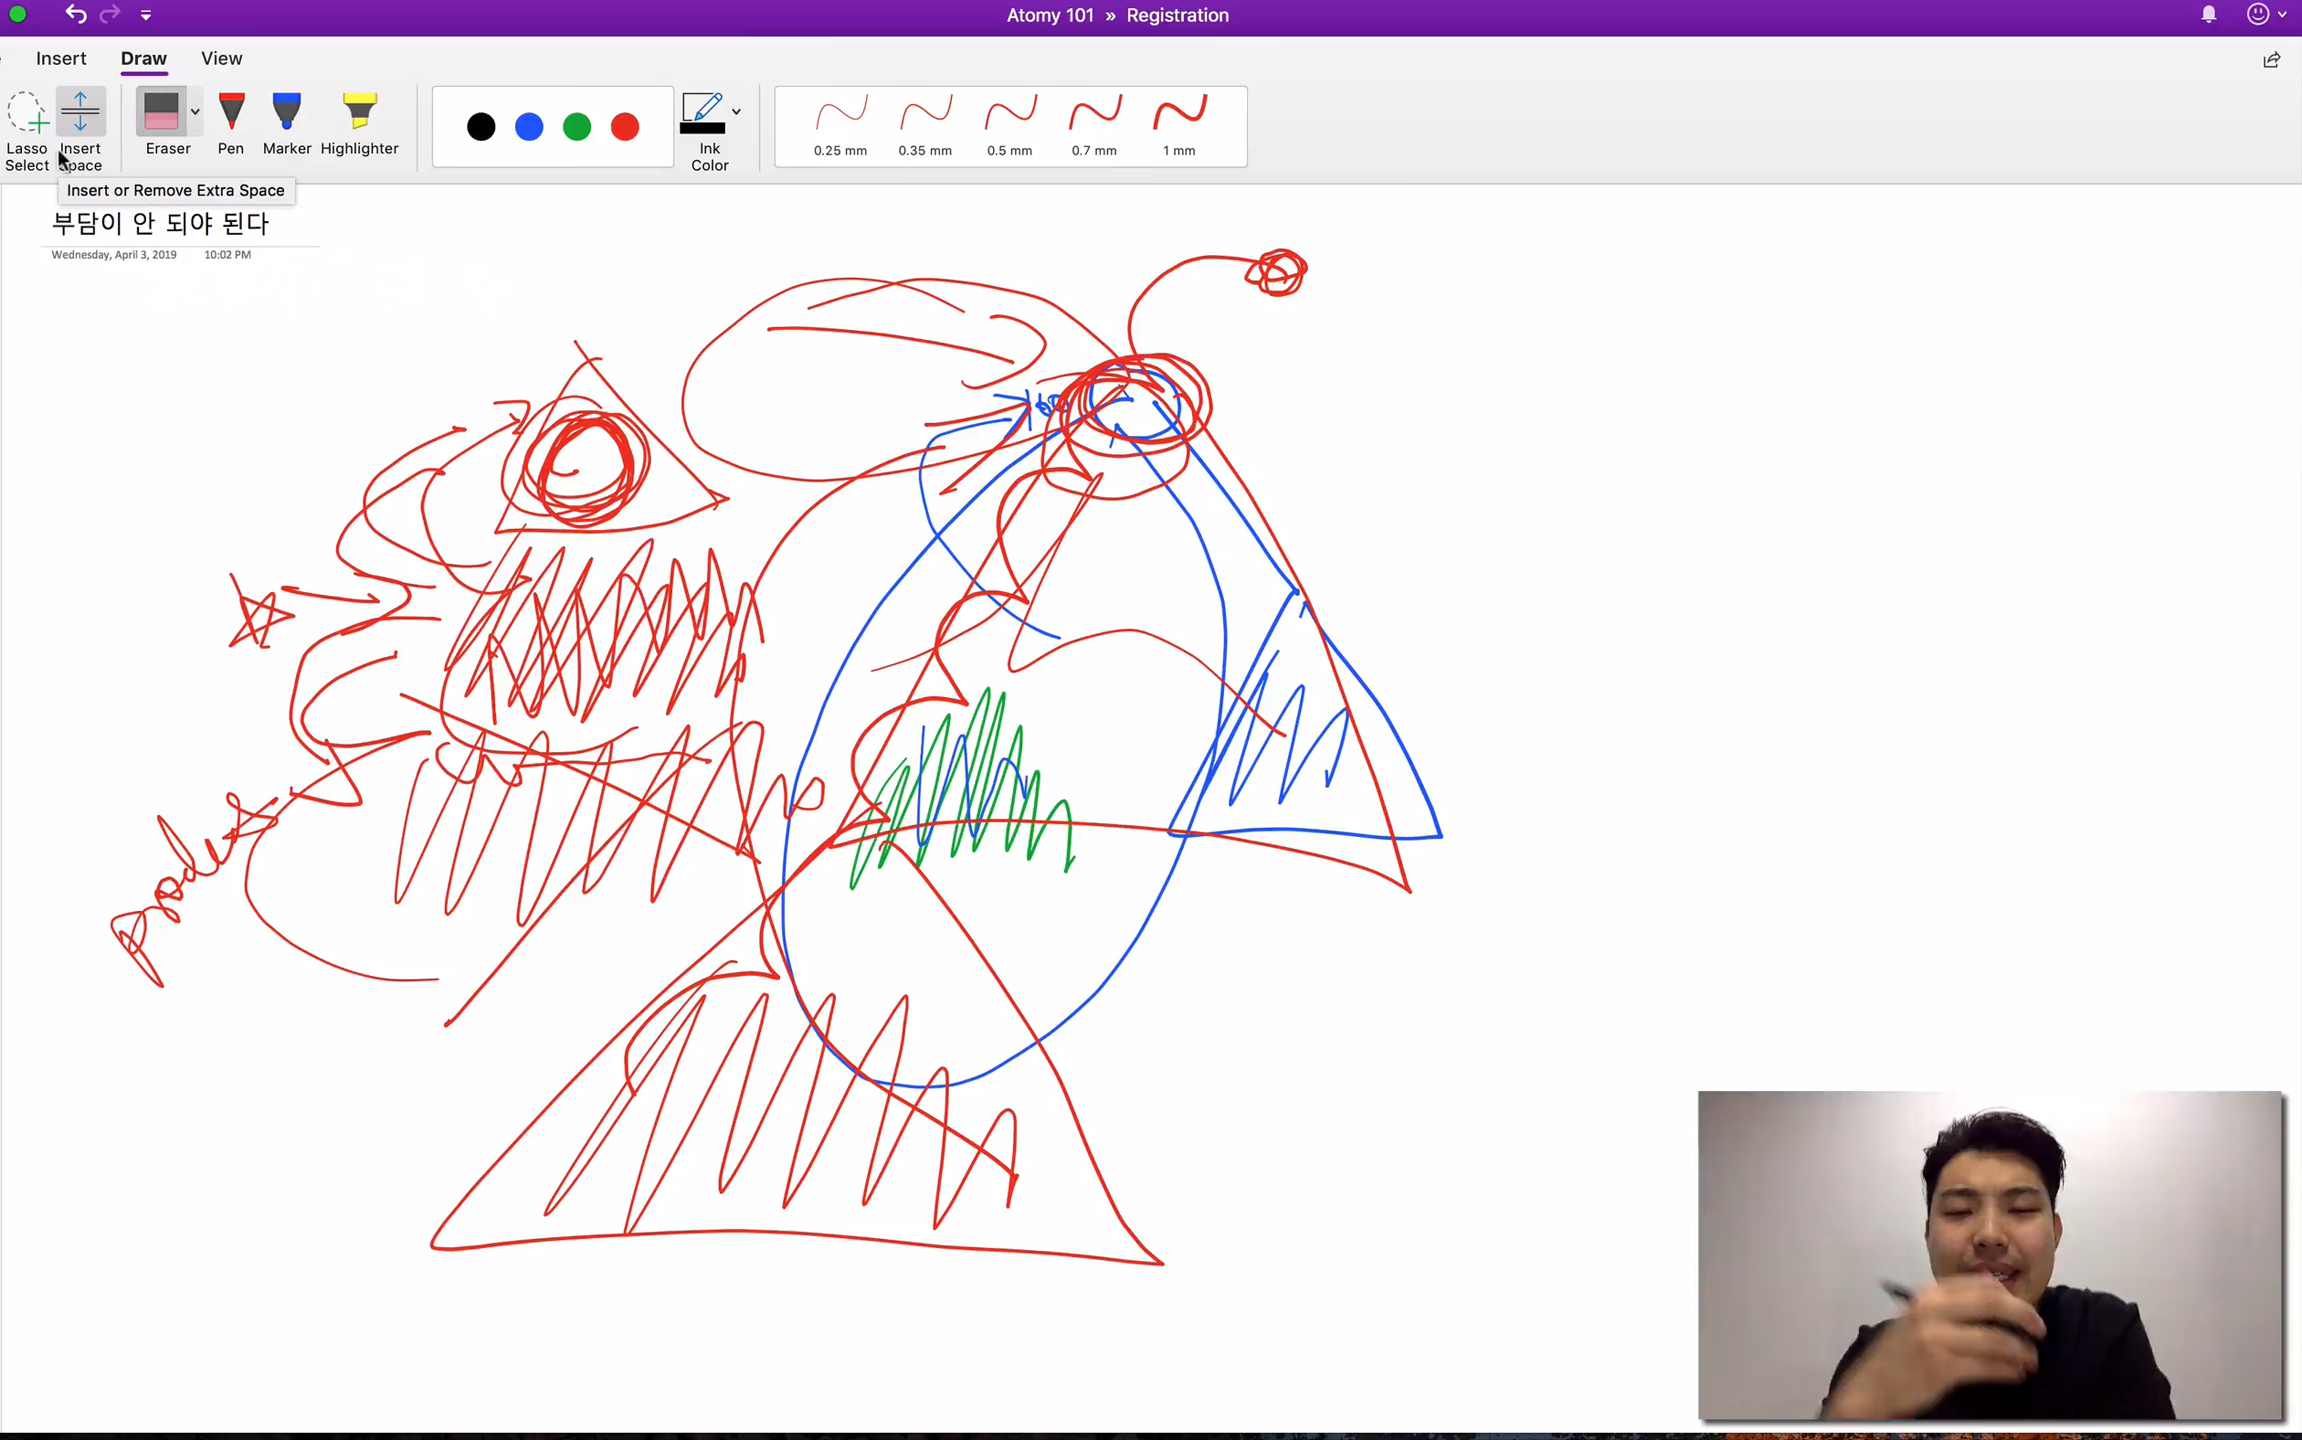 Atomy 101 » Registration
Insert Draw View
Lasso Select
Insert Space
Eraser
Pen
Marker
Highlighter
Ink Color
0.25 mm
0.35 mm
0.5 mm
0.7 mm
1 mm
Insert or Remove Extra Space
부담이 안 되야 된다
Wednesday, April 3, 2019 10:02 PM